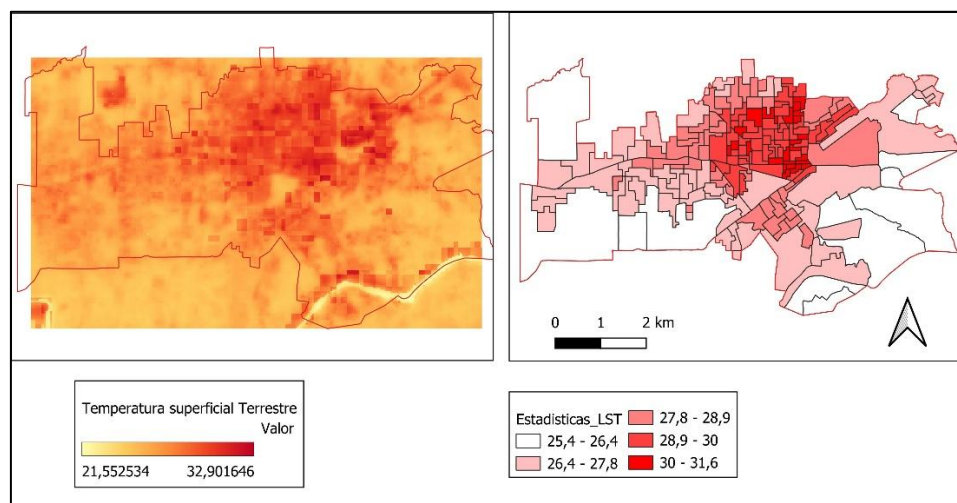 0 1 2 km
Temperatura superficial Terrestre
Valor
21,552534 32,901646
Estadisticas_LST
25,4 - 26,4
26,4 - 27,8
27,8 - 28,9
28,9 - 30
30 - 31,6